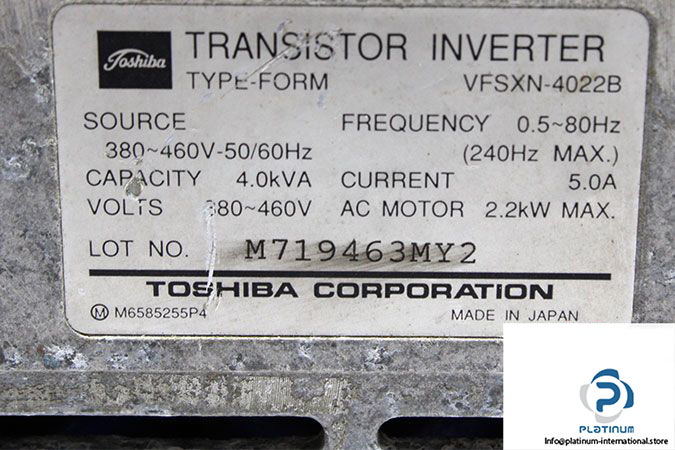 Toshiba TRANSISTOR INVERTER
TYPE-FORM VFSXN-4022B
SOURCE FREQUENCY 0.5~80Hz
380~460V-50/60Hz (240Hz MAX.)
CAPACITY 4.0kVA CURRENT 5.0A
VOLTS 380~460V AC MOTOR 2.2kW MAX.
LOT NO. M719463MY2
TOSHIBA CORPORATION
Ⓜ M6585255P4 MADE IN JAPAN
PLATINUM
Info@platinum-international.store